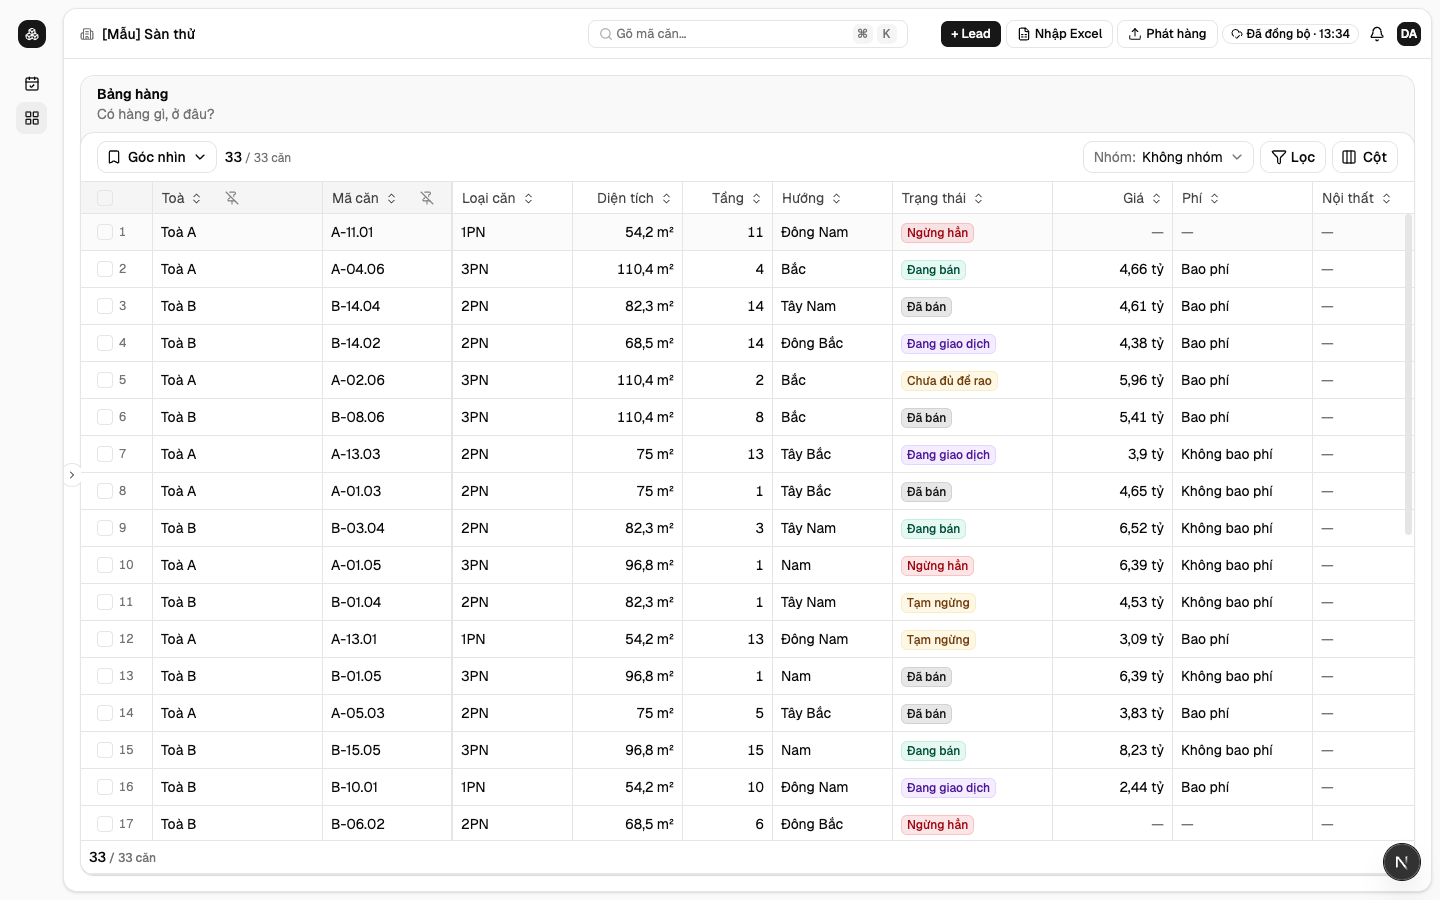 [Mẫu] Sàn thử
Gõ mã căn...
⌘ K
+ Lead
Nhập Excel
Phát hàng
Đã đồng bộ · 13:34
DA
Bảng hàng
Có hàng gì, ở đâu?
Góc nhìn
33 / 33 căn
Nhóm: Không nhóm
Lọc
Cột
Toà Mã căn Loại căn Diện tích Tầng Hướng Trạng thái Giá Phí Nội thất
1 Toà A A-11.01 1PN 54,2 m² 11 Đông Nam Ngừng hẳn — — —
2 Toà A A-04.06 3PN 110,4 m² 4 Bắc Đang bán 4,66 tỷ Bao phí —
3 Toà B B-14.04 2PN 82,3 m² 14 Tây Nam Đã bán 4,61 tỷ Bao phí —
4 Toà B B-14.02 2PN 68,5 m² 14 Đông Bắc Đang giao dịch 4,38 tỷ Bao phí —
5 Toà A A-02.06 3PN 110,4 m² 2 Bắc Chưa đủ để rao 5,96 tỷ Bao phí —
6 Toà B B-08.06 3PN 110,4 m² 8 Bắc Đã bán 5,41 tỷ Bao phí —
7 Toà A A-13.03 2PN 75 m² 13 Tây Bắc Đang giao dịch 3,9 tỷ Không bao phí —
8 Toà A A-01.03 2PN 75 m² 1 Tây Bắc Đã bán 4,65 tỷ Không bao phí —
9 Toà B B-03.04 2PN 82,3 m² 3 Tây Nam Đang bán 6,52 tỷ Không bao phí —
10 Toà A A-01.05 3PN 96,8 m² 1 Nam Ngừng hẳn 6,39 tỷ Không bao phí —
11 Toà B B-01.04 2PN 82,3 m² 1 Tây Nam Tạm ngừng 4,53 tỷ Không bao phí —
12 Toà A A-13.01 1PN 54,2 m² 13 Đông Nam Tạm ngừng 3,09 tỷ Bao phí —
13 Toà B B-01.05 3PN 96,8 m² 1 Nam Đã bán 6,39 tỷ Không bao phí —
14 Toà A A-05.03 2PN 75 m² 5 Tây Bắc Đã bán 3,83 tỷ Bao phí —
15 Toà B B-15.05 3PN 96,8 m² 15 Nam Đang bán 8,23 tỷ Không bao phí —
16 Toà B B-10.01 1PN 54,2 m² 10 Đông Nam Đang giao dịch 2,44 tỷ Bao phí —
17 Toà B B-06.02 2PN 68,5 m² 6 Đông Bắc Ngừng hẳn — — —
33 / 33 căn
N